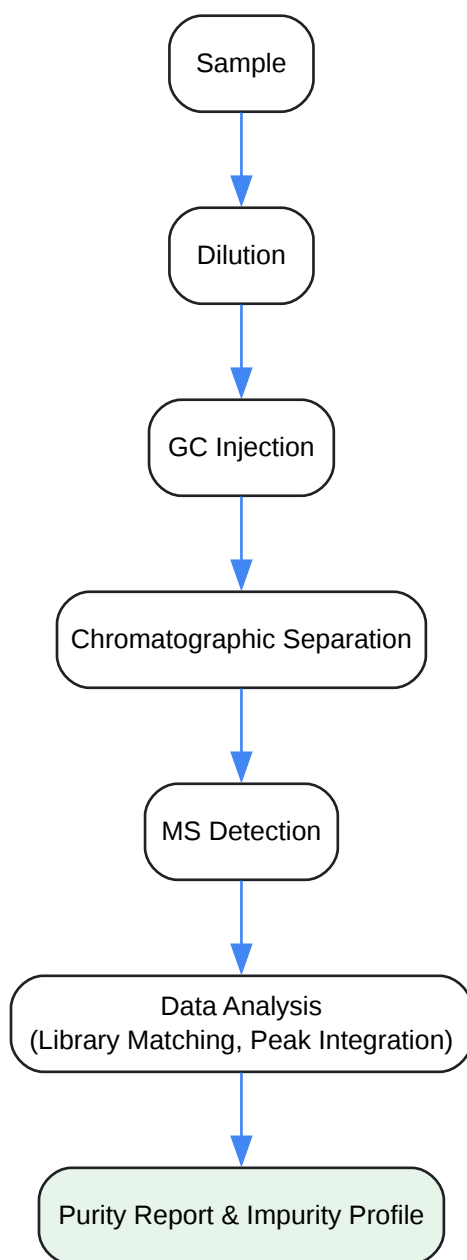 Sample
Dilution
GC Injection
Chromatographic Separation
MS Detection
Data Analysis
(Library Matching, Peak Integration)
Purity Report & Impurity Profile